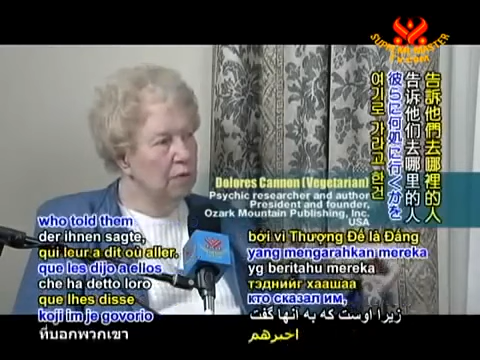 SUPREME MASTER
TV.COM
告訴他們去哪裡的人
告诉他们去哪里的人
彼らに何処に行くかを
여기로 가라고 한건
Dolores Cannon (Vegetarian)
Psychic researcher and author
President and founder,
Ozark Mountain Publishing, Inc.
USA
who told them
der ihnen sagte,
qui leur a dit où aller.
que les dijo a ellos
che ha detto loro
que lhes disse
koji im je govorio
ที่บอกพวกเขา
bởi vì Thượng Đế là Đấng
yang mengarahkan mereka
yg beritahu mereka
тэднийг хаашаа
кто сказал им,
زیرا اوست که به آنها گفت
اخبرهم